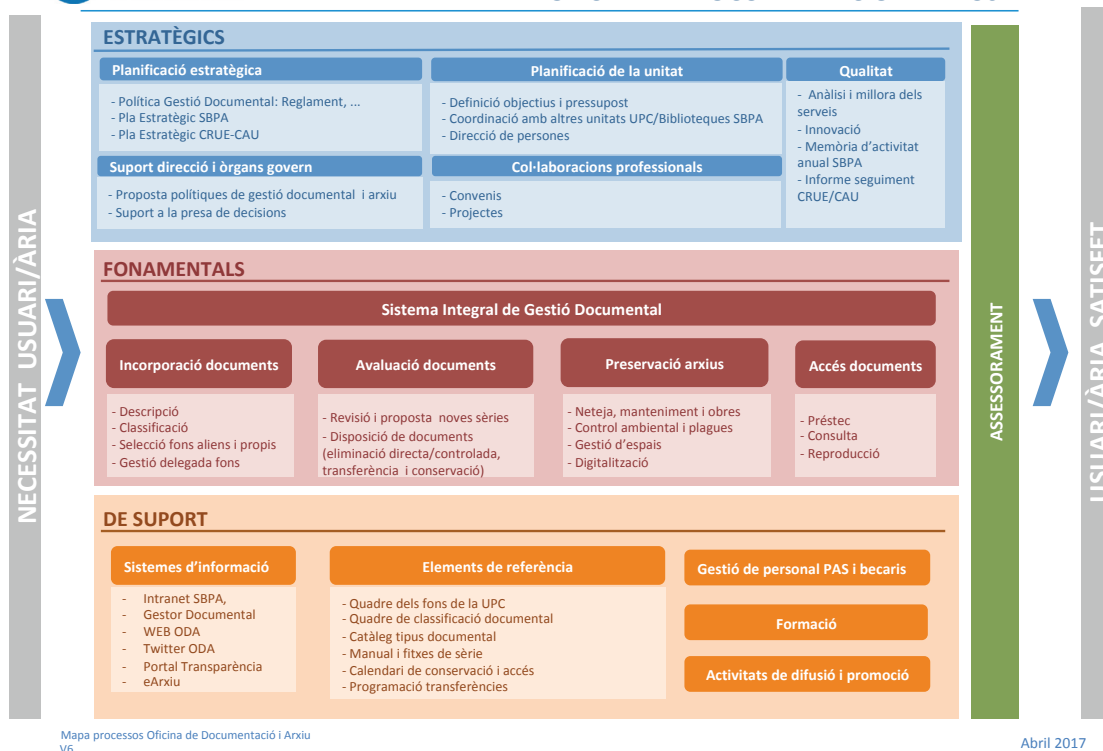 NECESSITAT USUARI/ÀRIA
ESTRATÈGICS
Planificació estratègica
- Política Gestió Documental: Reglament, ...
- Pla Estratègic SBPA
- Pla Estratègic CRUE-CAU
Planificació de la unitat
- Definició objectius i pressupost
- Coordinació amb altres unitats UPC/Biblioteques SBPA
- Direcció de persones
Qualitat
- Anàlisi i millora dels
serveis
- Innovació
- Memòria d'activitat
anual SBPA
- Informe seguiment
CRUE/CAU
Suport direcció i òrgans govern
- Proposta polítiques de gestió documental i arxiu
- Suport a la presa de decisions
Col·laboracions professionals
- Convenis
- Projectes
FONAMENTALS
Sistema Integral de Gestió Documental
Incorporació documents
- Descripció
- Classificació
- Selecció fons aliens i propis
- Gestió delegada fons
Avaluació documents
- Revisió i proposta noves sèries
- Disposició de documents
(eliminació directa/controlada,
transferència i conservació)
Preservació arxius
- Neteja, manteniment i obres
- Control ambiental i plagues
- Gestió d'espais
- Digitalització
Accés documents
- Préstec
- Consulta
- Reproducció
DE SUPORT
Sistemes d'informació
- Intranet SBPA,
- Gestor Documental
- WEB ODA
- Twitter ODA
- Portal Transparència
- eArxiu
Elements de referència
- Quadre dels fons de la UPC
- Quadre de classificació documental
- Catàleg tipus documental
- Manual i fitxes de sèrie
- Calendari de conservació i accés
- Programació transferències
Gestió de personal PAS i becaris
Formació
Activitats de difusió i promoció
ASSESSORAMENT
USUARI/ÀRIA SATISFET
Mapa processos Oficina de Documentació i Arxiu
V6
Abril 2017